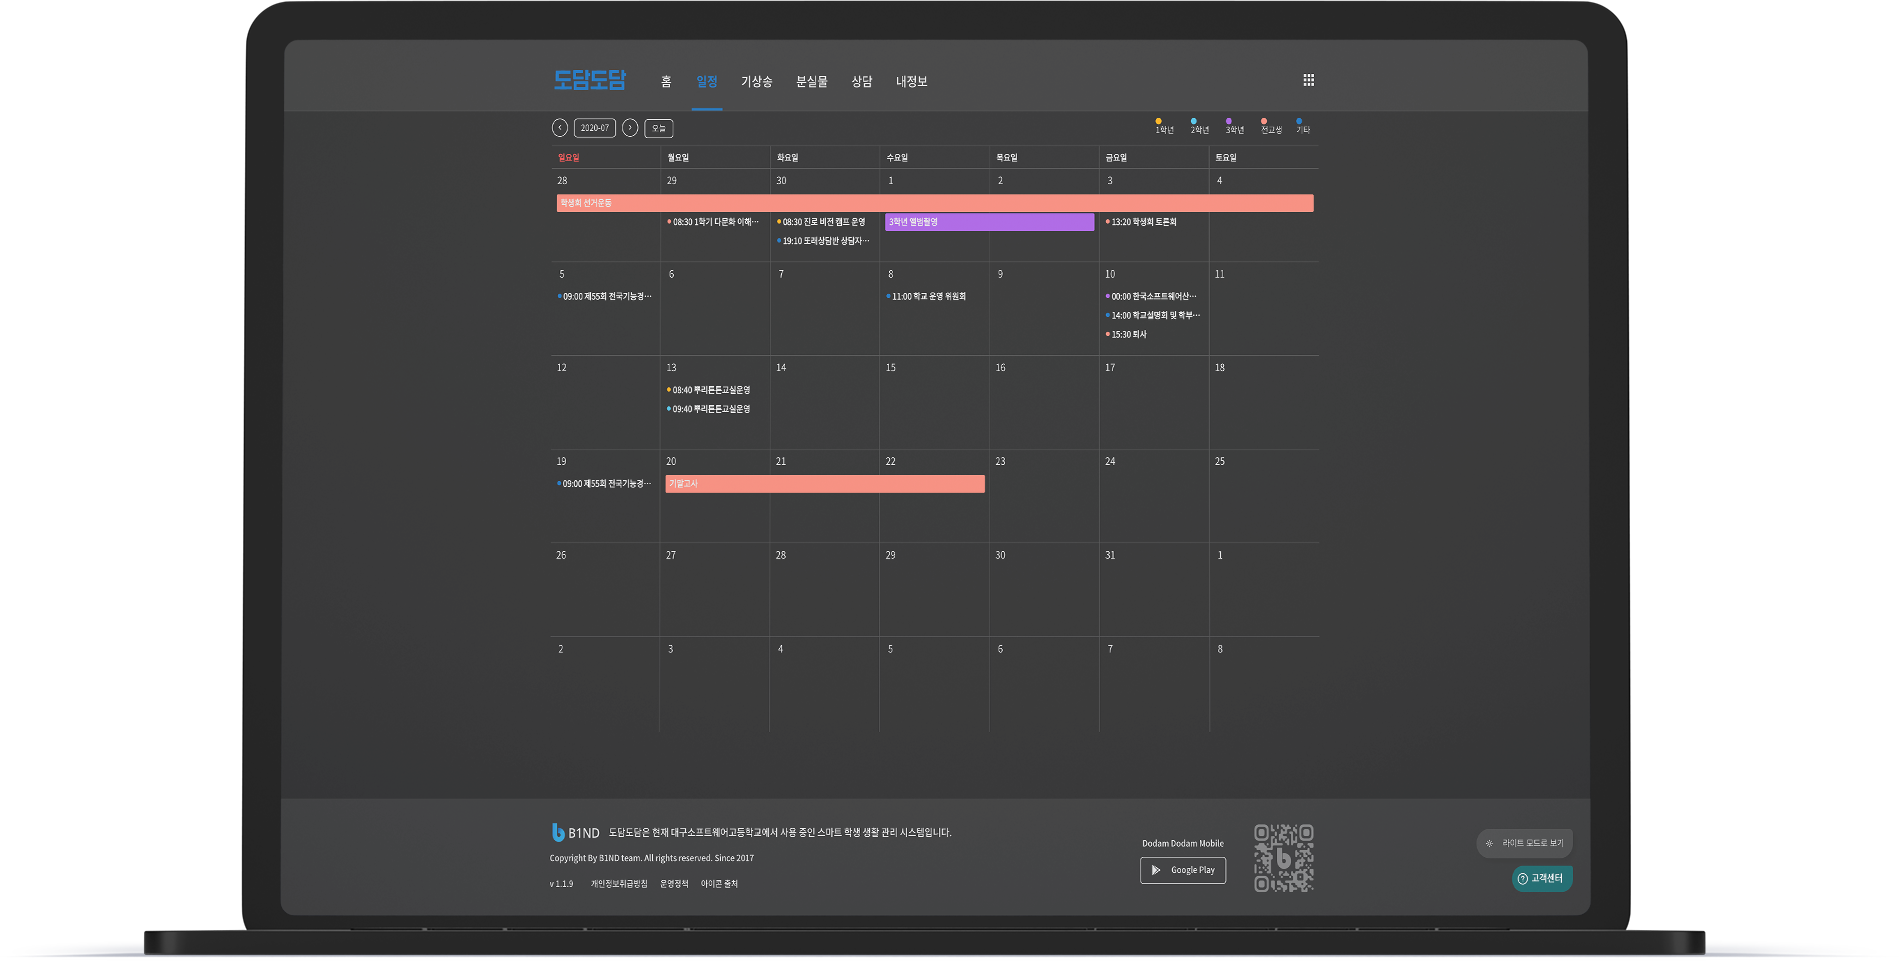 도담도담 홈 일정 기상송 분실물 상담 내정보
2020-07 오늘
1학년 2학년 3학년 전교생 기타
일요일 월요일 화요일 수요일 목요일 금요일 토요일
28 29 30 1 2 3 4
학생회 선거운동
08:30 1학기 다문화 이해…
08:30 진로 비전 캠프 운영
3학년 앨범촬영
13:20 학생회 토론회
19:10 또래상담반 상담자…
5 6 7 8 9 10 11
09:00 제55회 전국기능경…
11:00 학교 운영 위원회
00:00 한국소프트웨어산…
14:00 학교설명회 및 학부…
15:30 퇴사
12 13 14 15 16 17 18
08:40 뿌리튼튼교실운영
09:40 뿌리튼튼교실운영
19 20 21 22 23 24 25
09:00 제55회 전국기능경…
기말고사
26 27 28 29 30 31 1
2 3 4 5 6 7 8
B1ND 도담도담은 현재 대구소프트웨어고등학교에서 사용 중인 스마트 학생 생활 관리 시스템입니다.
Copyright By B1ND team. All rights reserved. Since 2017
v 1.1.9 개인정보취급방침 운영정책 아이콘 출처
Dodam Dodam Mobile
Google Play
라이트 모드로 보기
고객센터